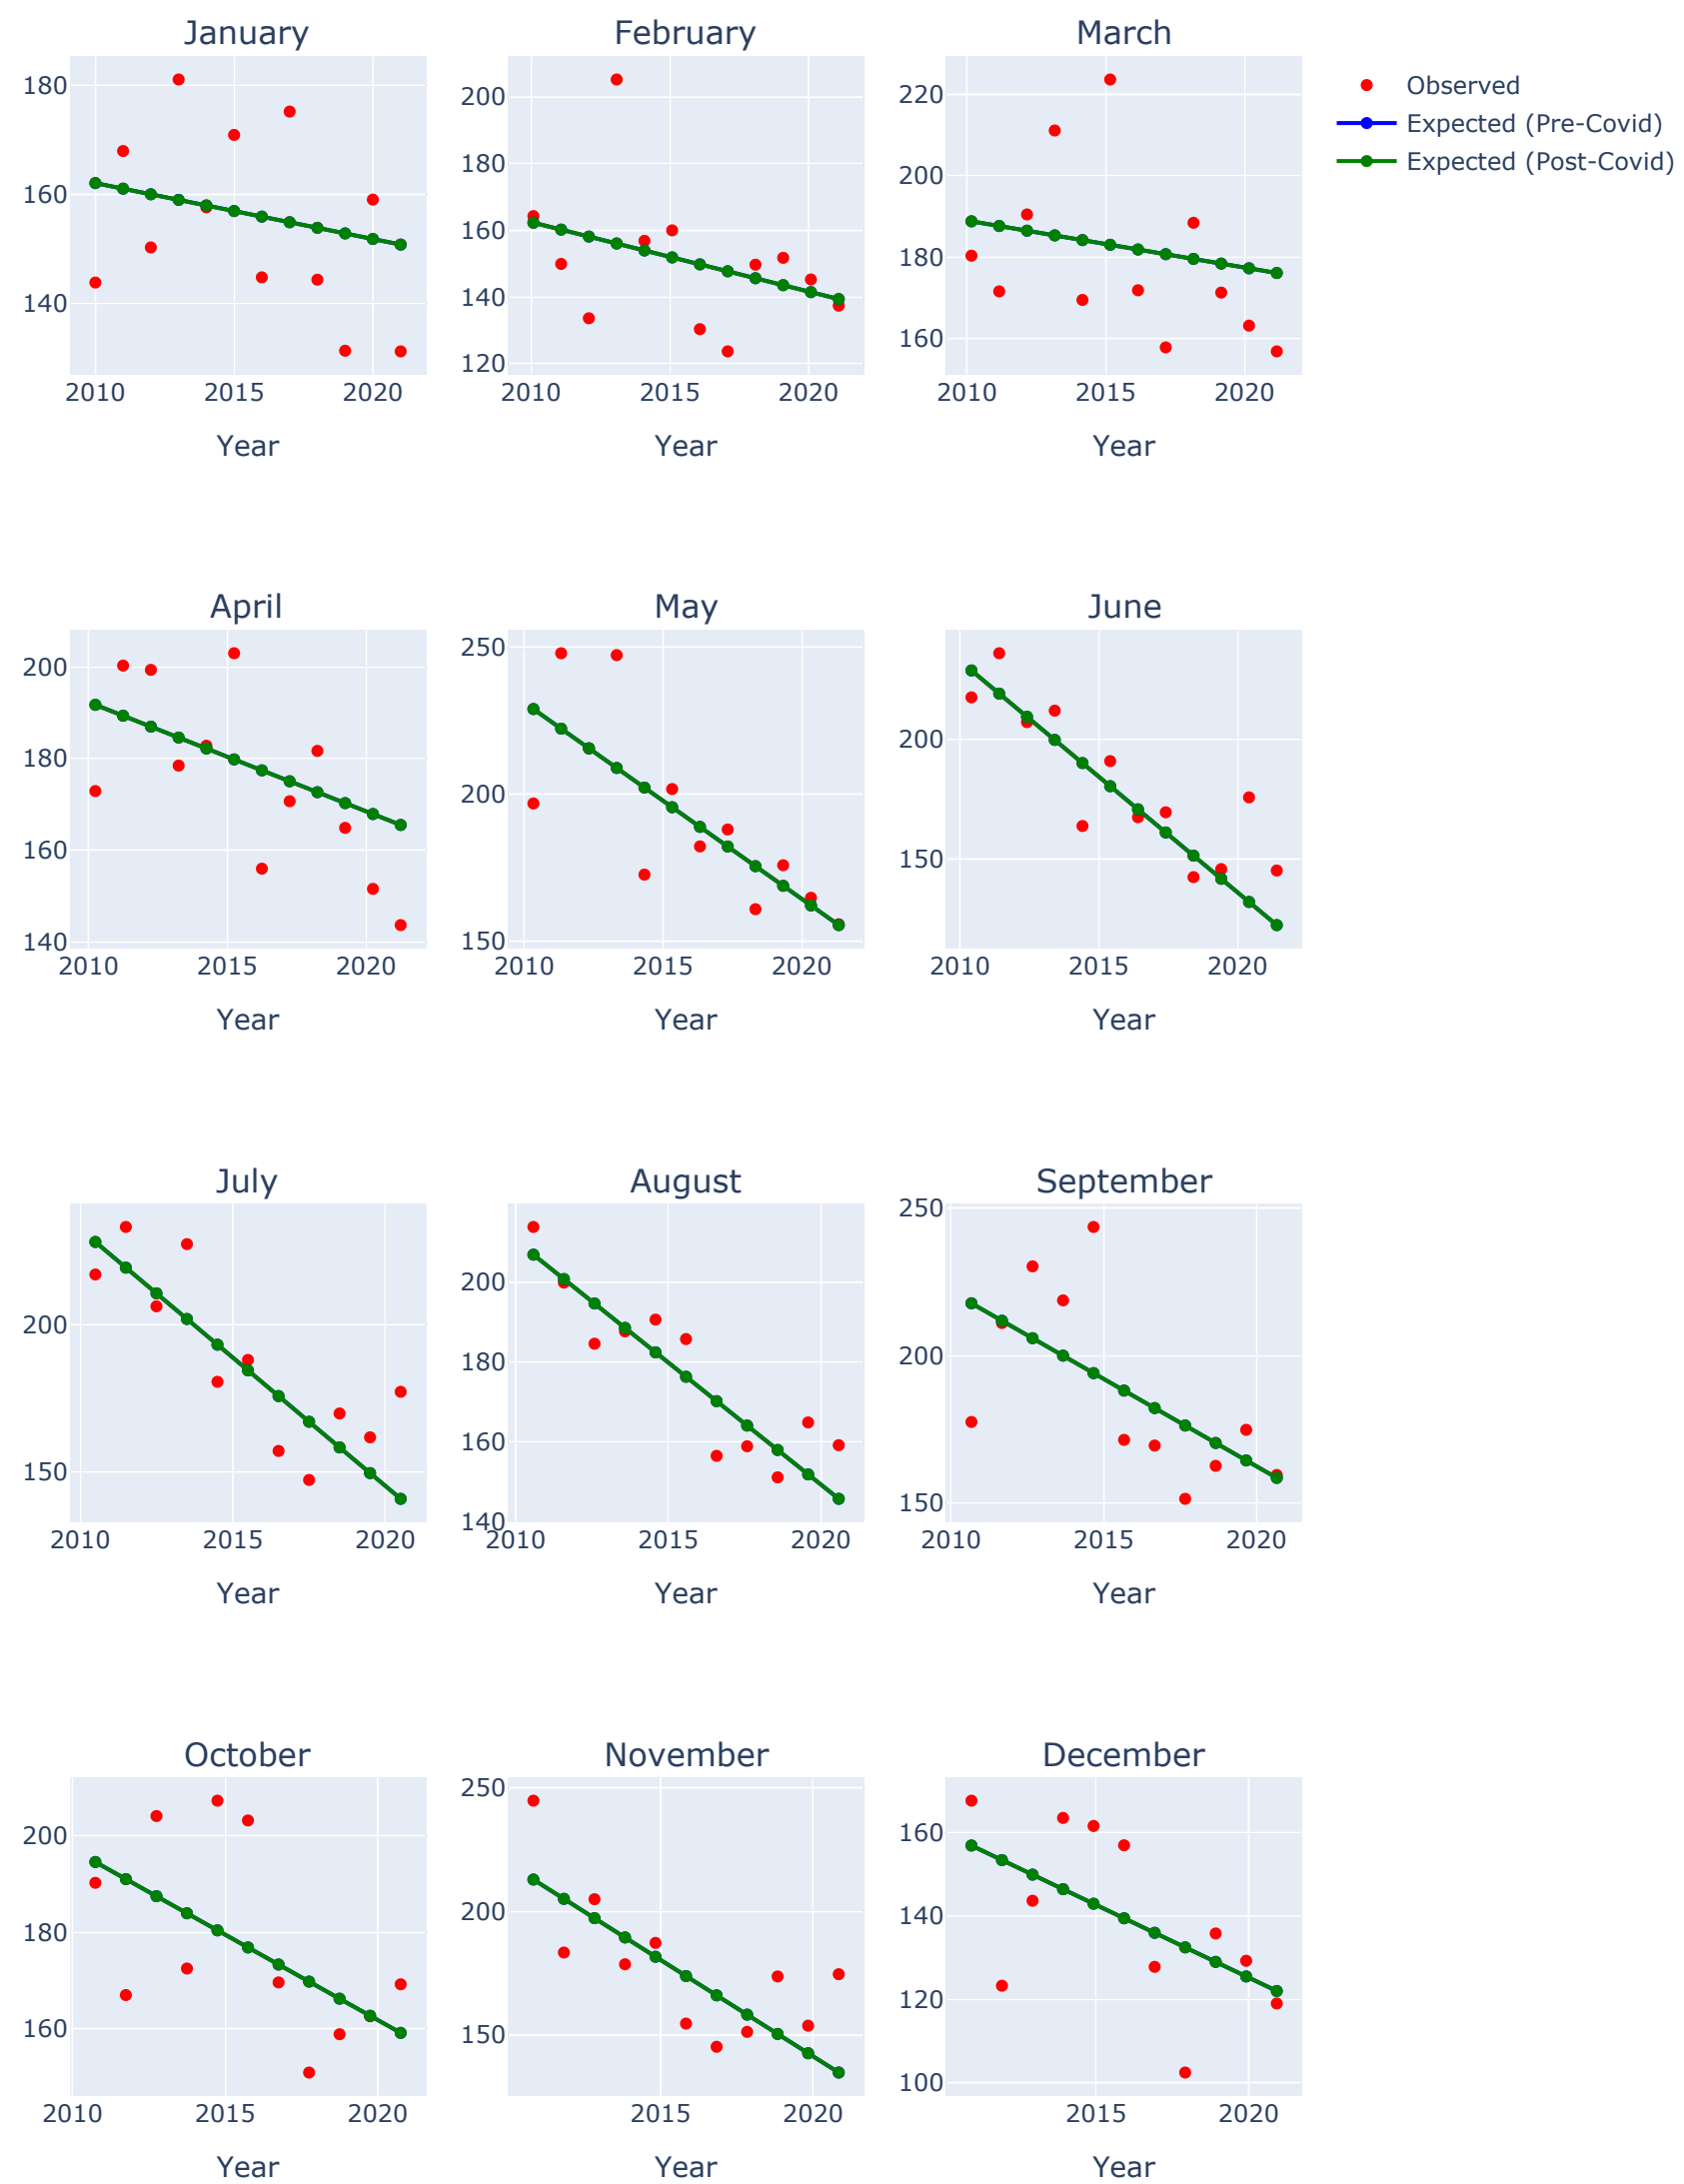 January
February
March
180
160
140
2010
2015
2020
Year
200
180
160
140
120
2010
2015
2020
Year
220
200
180
160
2010
2015
2020
Year
Observed
Expected (Pre-Covid)
Expected (Post-Covid)
April
May
June
200
180
160
140
2010
2015
2020
Year
250
200
150
2010
2015
2020
Year
200
150
2010
2015
2020
Year
July
August
September
200
150
2010
2015
2020
Year
200
180
160
140
2010
2015
2020
Year
250
200
150
2010
2015
2020
Year
October
November
December
200
180
160
2010
2015
2020
Year
250
200
150
2015
2020
Year
160
140
120
100
2015
2020
Year